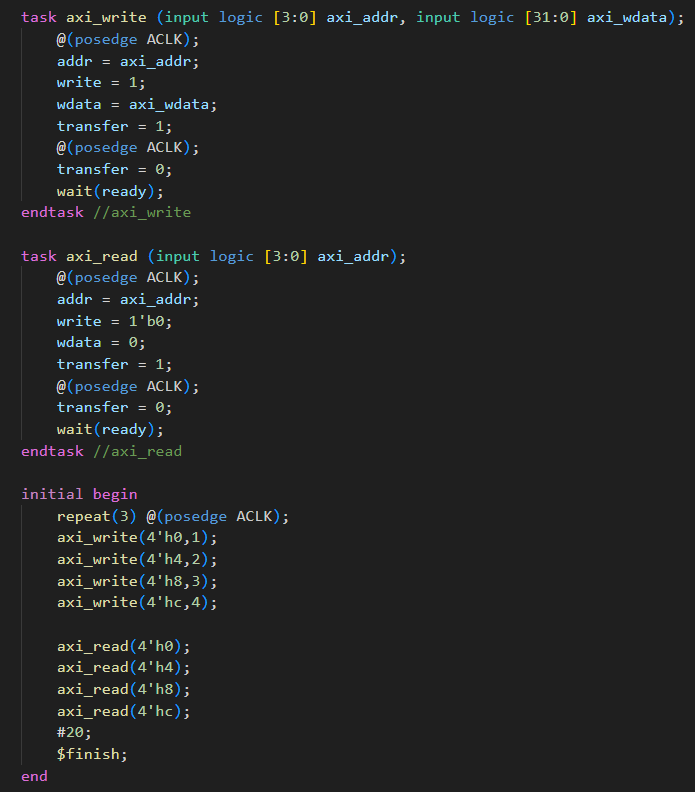 task axi_write (input logic [3:0] axi_addr, input logic [31:0] axi_wdata);
    @(posedge ACLK);
    addr = axi_addr;
    write = 1;
    wdata = axi_wdata;
    transfer = 1;
    @(posedge ACLK);
    transfer = 0;
    wait(ready);
endtask //axi_write

task axi_read (input logic [3:0] axi_addr);
    @(posedge ACLK);
    addr = axi_addr;
    write = 1'b0;
    wdata = 0;
    transfer = 1;
    @(posedge ACLK);
    transfer = 0;
    wait(ready);
endtask //axi_read

initial begin
    repeat(3) @(posedge ACLK);
    axi_write(4'h0,1);
    axi_write(4'h4,2);
    axi_write(4'h8,3);
    axi_write(4'hc,4);

    axi_read(4'h0);
    axi_read(4'h4);
    axi_read(4'h8);
    axi_read(4'hc);
    #20;
    $finish;
end